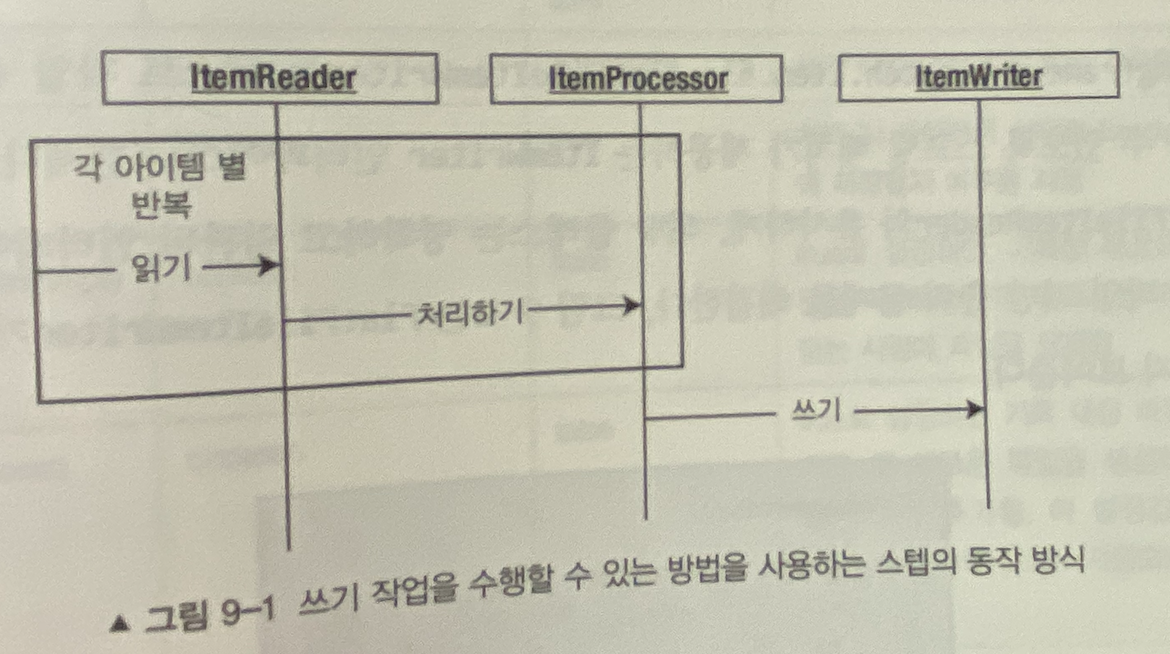 ItemReader ItemProcessor ItemWriter
각 아이템 별
반복
읽기
처리하기
쓰기
▲ 그림 9-1 쓰기 작업을 수행할 수 있는 방법을 사용하는 스텝의 동작 방식